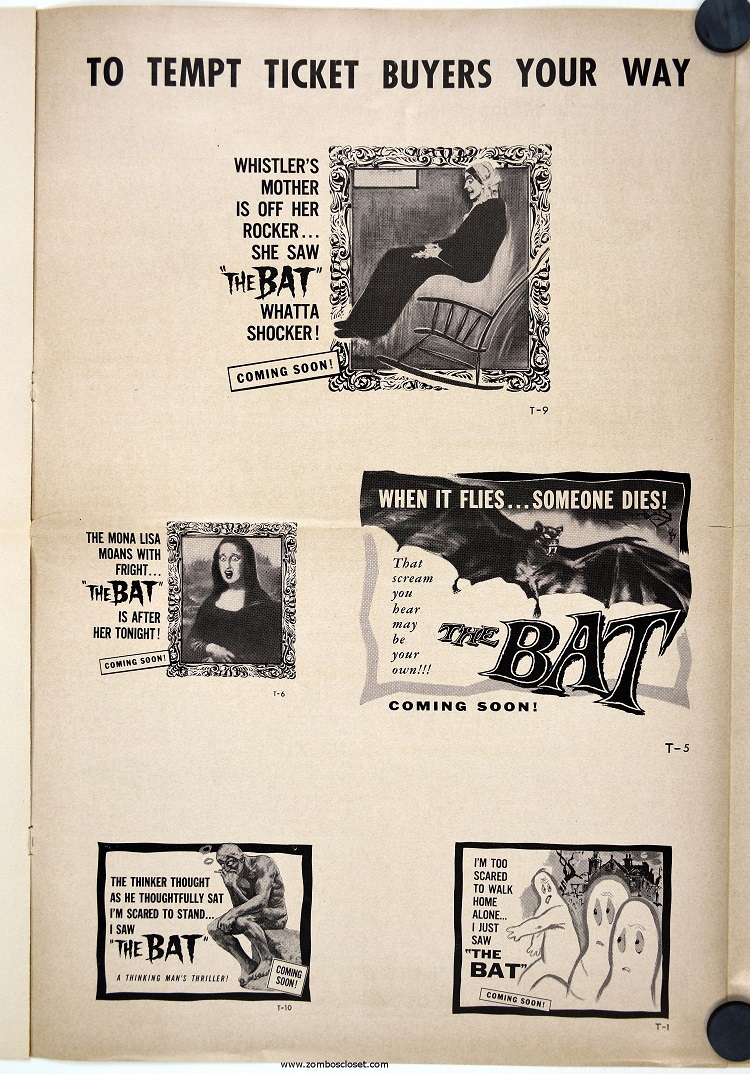 TO TEMPT TICKET BUYERS YOUR WAY
WHISTLER'S
MOTHER
IS OFF HER
ROCKER...
SHE SAW
"THE BAT"
WHATTA
SHOCKER!
COMING SOON!
T-9
THE MONA LISA
MOANS WITH
FRIGHT...
"THE BAT"
IS AFTER
HER TONIGHT!
COMING SOON!
T-6
WHEN IT FLIES...SOMEONE DIES!
That
scream
you
hear
may
be
your
own!!!
THE BAT
COMING SOON!
T-5
THE THINKER THOUGHT
AS HE THOUGHTFULLY SAT
I'M SCARED TO STAND...
I SAW
"THE BAT"
A THINKING MAN'S THRILLER!
COMING
SOON!
T-10
I'M TOO
SCARED
TO WALK
HOME
ALONE...
I JUST
SAW
"THE
BAT"
COMING SOON!
T-1
www.zomboscloset.com